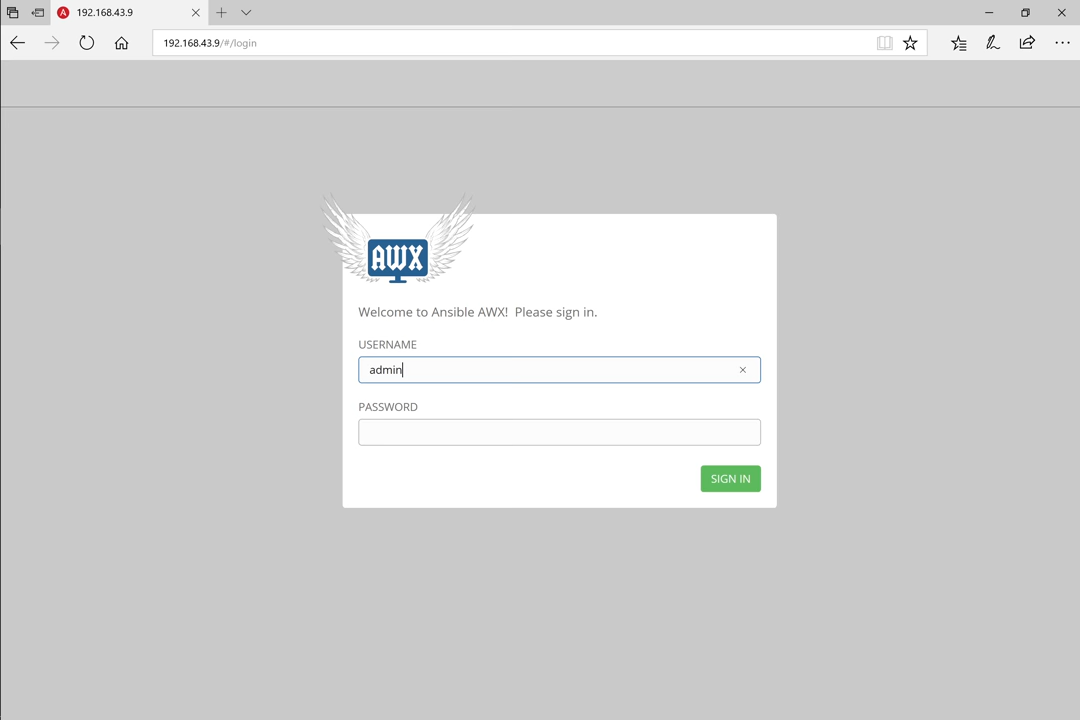 192.168.43.9
192.168.43.9/#/login
AWX
Welcome to Ansible AWX! Please sign in.
USERNAME
admin
PASSWORD
SIGN IN